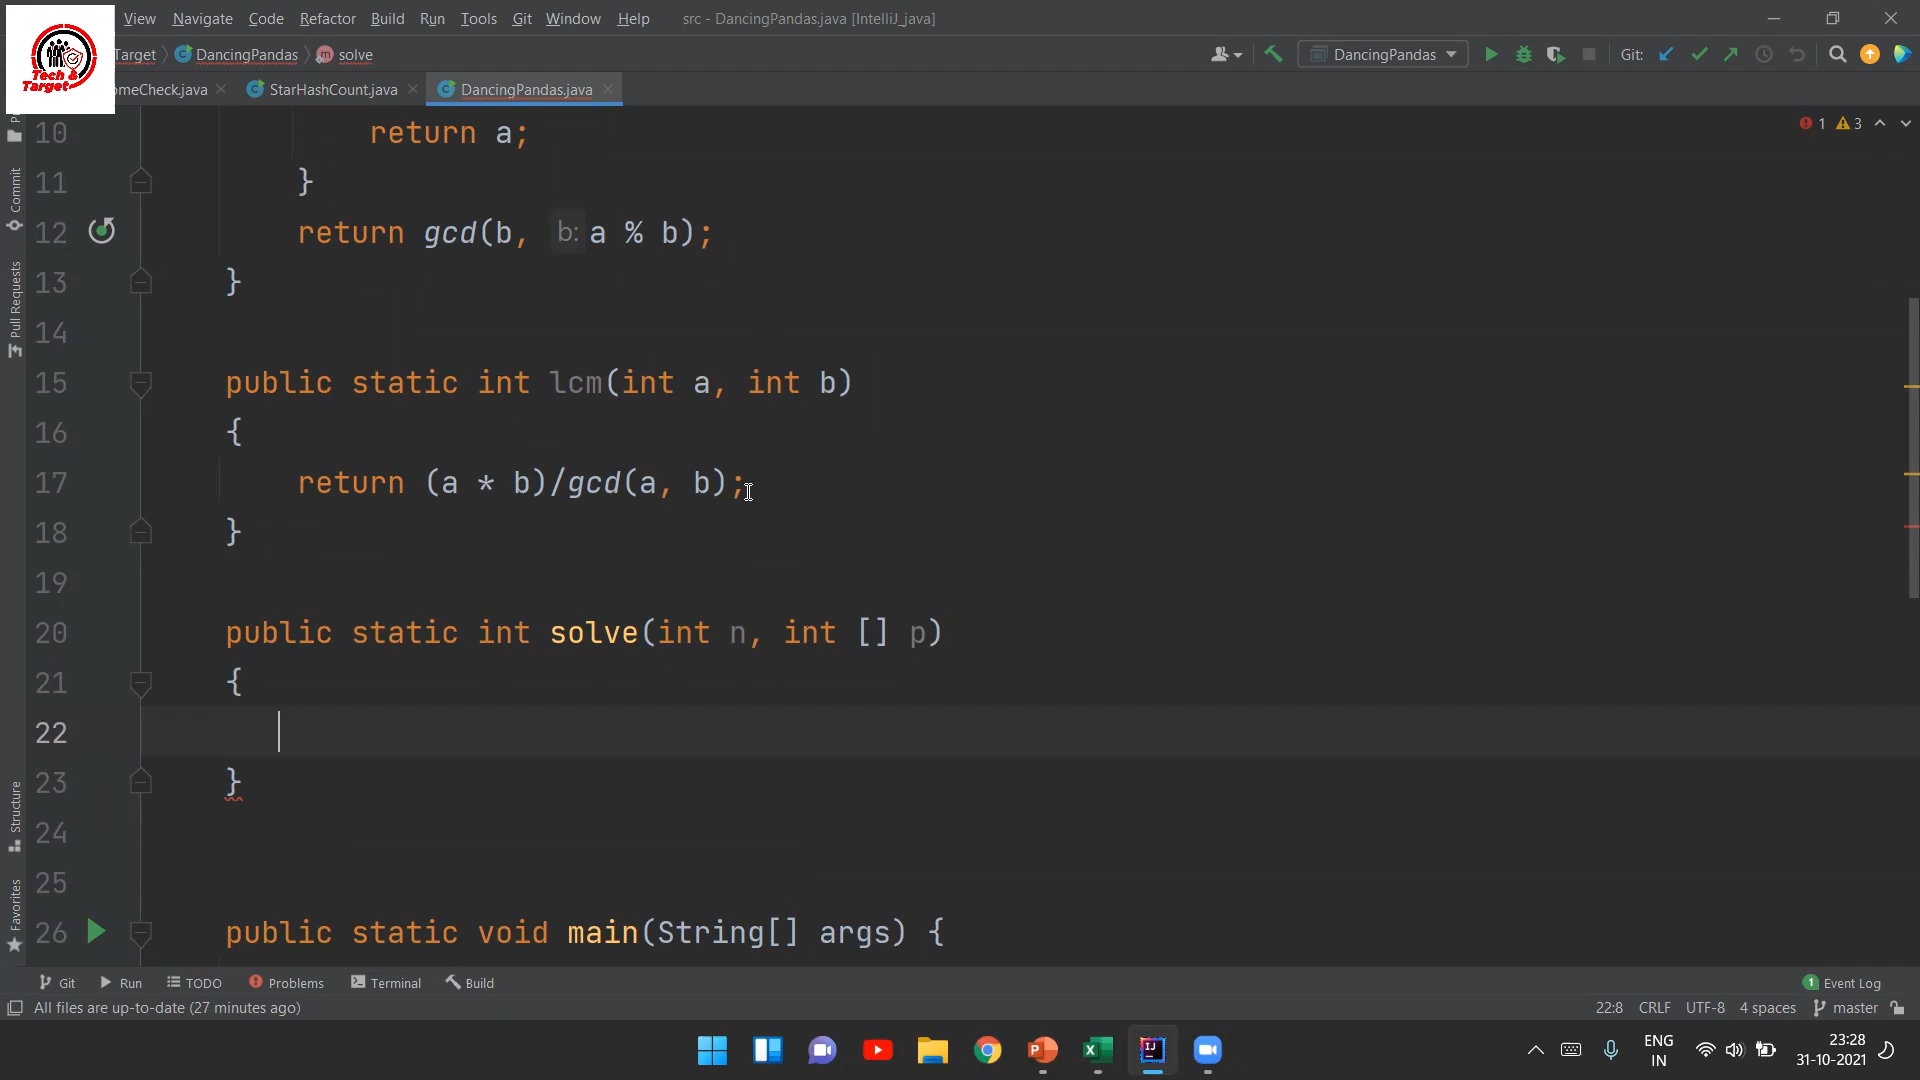 View Navigate Code Refactor Build Run Tools Git Window Help src - DancingPandas.java [IntelliJ_java]
Tech &
Target
Target DancingPandas solve
DancingPandas Git:
omeCheck.java StarHashCount.java DancingPandas.java
1 3
10 return a;
11 }
12 return gcd(b, b: a % b);
13 }
14
15 public static int lcm(int a, int b)
16 {
17 return (a * b)/gcd(a, b);
18 }
19
20 public static int solve(int n, int [] p)
21 {
22
23 }
24
25
26 public static void main(String[] args) {
Commit
Pull Requests
Structure
Favorites
Git Run TODO Problems Terminal Build 1 Event Log
All files are up-to-date (27 minutes ago) 22:8 CRLF UTF-8 4 spaces master
P IJ
ENG
IN
23:28
31-10-2021